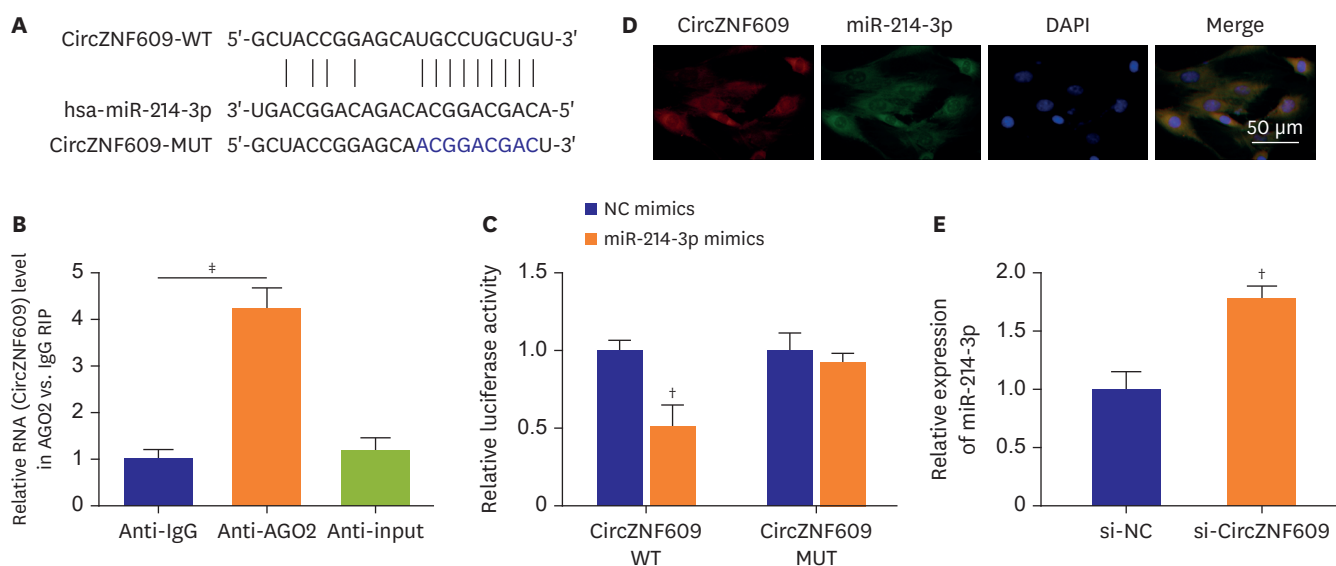 A
CircZNF609-WT 5'-GCUACCGGAGCAUGCCUGCUGU-3'
hsa-miR-214-3p 3'-UGACGGACAGACACGGACGACA-5'
CircZNF609-MUT 5'-GCUACCGGAGCAACGGACGACU-3'
D
CircZNF609 miR-214-3p DAPI Merge
50 µm
B
Relative RNA (CircZNF609) level
in AGO2 vs. IgG RIP
5
4
3
2
1
0
‡
Anti-IgG Anti-AGO2 Anti-input
C
NC mimics
miR-214-3p mimics
Relative luciferase activity
1.5
1.0
0.5
0
†
CircZNF609
WT
CircZNF609
MUT
E
Relative expression
of miR-214-3p
2.0
1.5
1.0
0.5
0
†
si-NC si-CircZNF609